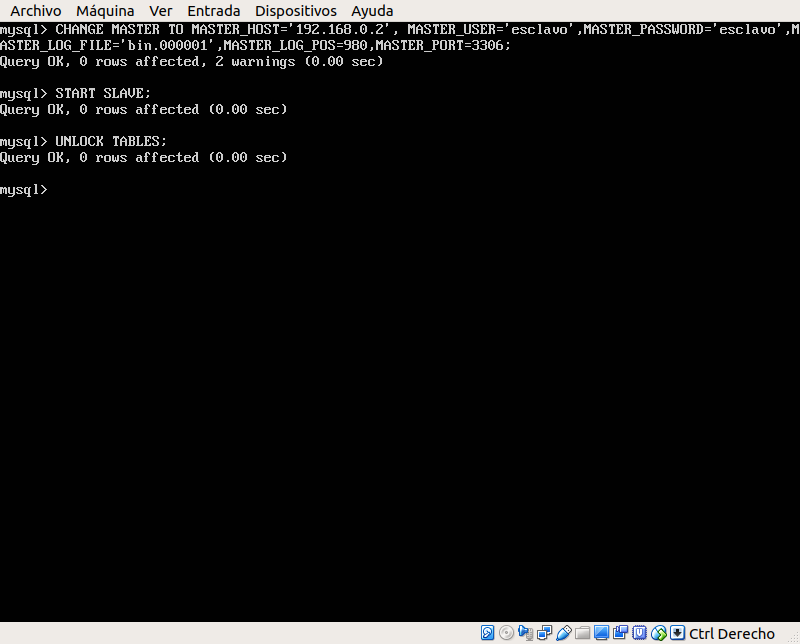 Archivo Máquina Ver Entrada Dispositivos Ayuda
mysql> CHANGE MASTER TO MASTER_HOST='192.168.0.2', MASTER_USER='esclavo',MASTER_PASSWORD='esclavo',M
ASTER_LOG_FILE='bin.000001',MASTER_LOG_POS=980,MASTER_PORT=3306;
Query OK, 0 rows affected, 2 warnings (0.00 sec)
mysql> START SLAVE;
Query OK, 0 rows affected (0.00 sec)
mysql> UNLOCK TABLES;
Query OK, 0 rows affected (0.00 sec)
mysql>
Ctrl Derecho